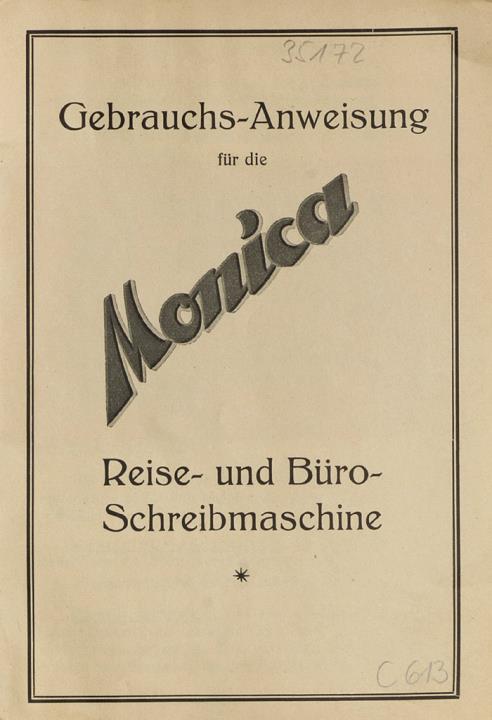 35172
Gebrauchs-Anweisung
für die
Monica
Reise- und Büro-
Schreibmaschine
C 613